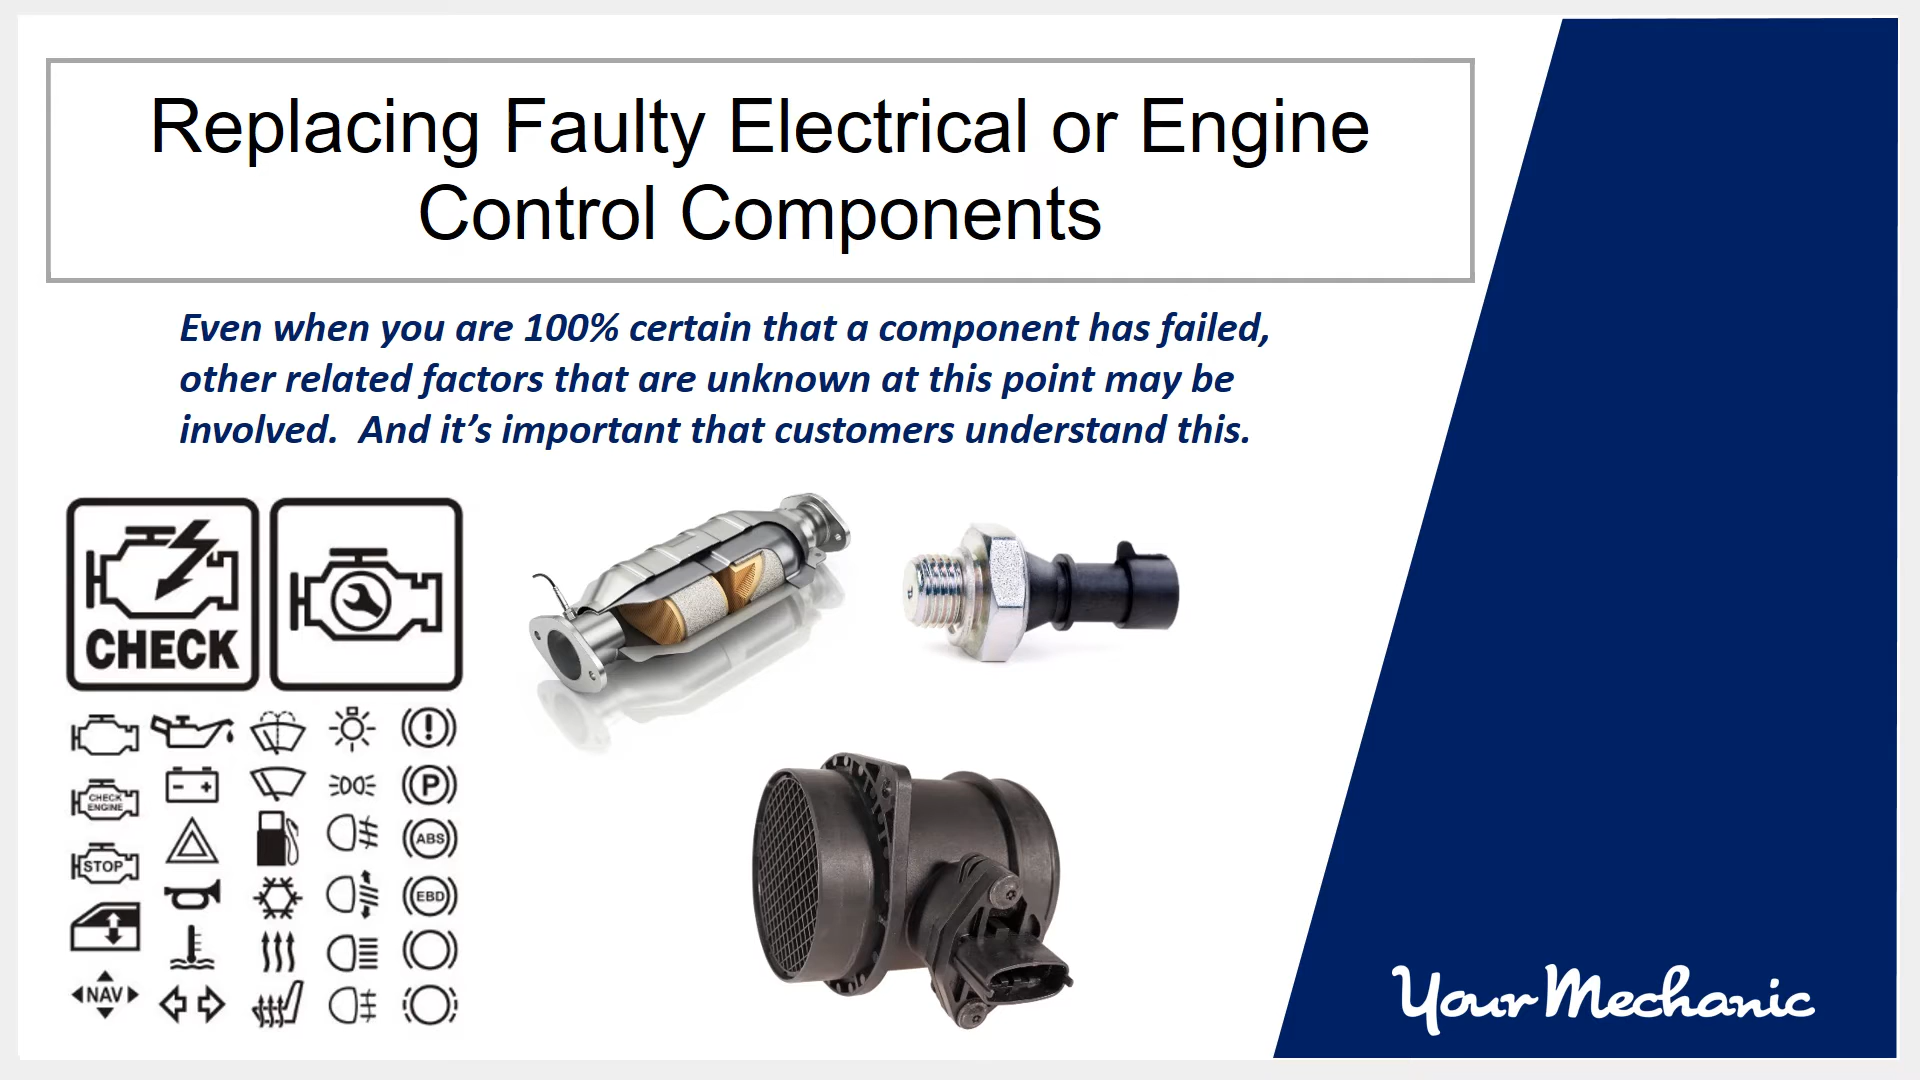 Replacing Faulty Electrical or Engine
Control Components
Even when you are 100% certain that a component has failed,
other related factors that are unknown at this point may be
involved.  And it’s important that customers understand this.
CHECK
CHECK
ENGINE
STOP
NAV
P
ABS
EBD
YourMechanic